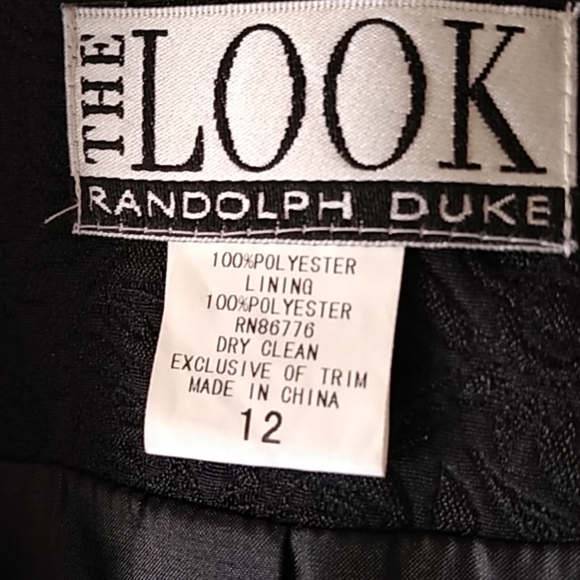 THE LOOK
RANDOLPH DUKE
100%POLYESTER
LINING
100%POLYESTER
RN86776
DRY CLEAN
EXCLUSIVE OF TRIM
MADE IN CHINA
12